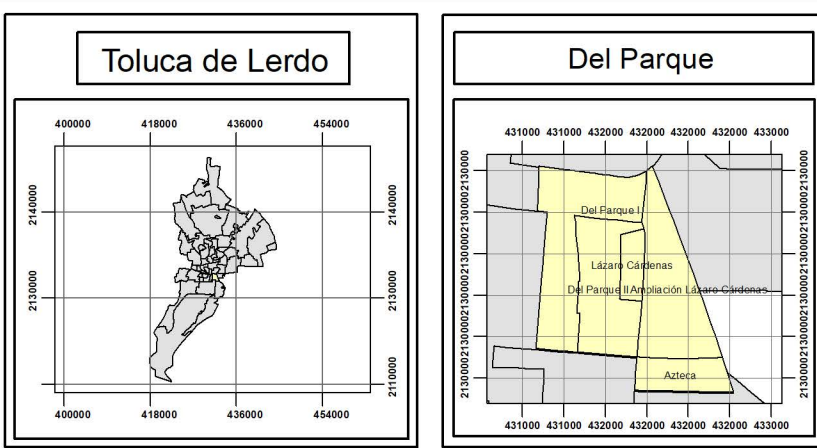 Toluca de Lerdo
400000 418000 436000 454000
2140000 2140000
2130000 2130000
2110000 2110000
400000 418000 436000 454000
Del Parque
431000 431000 432000 432000 432000 432000 433000
2130000 2130000
2130000 2130000
Del Parque I
2130000 2130000
Lázaro Cárdenas
Del Parque II Ampliación Lázaro Cárdenas
2130000 2130000
2130000 2130000
Azteca
2130000 2130000
431000 431000 432000 432000 432000 432000 433000